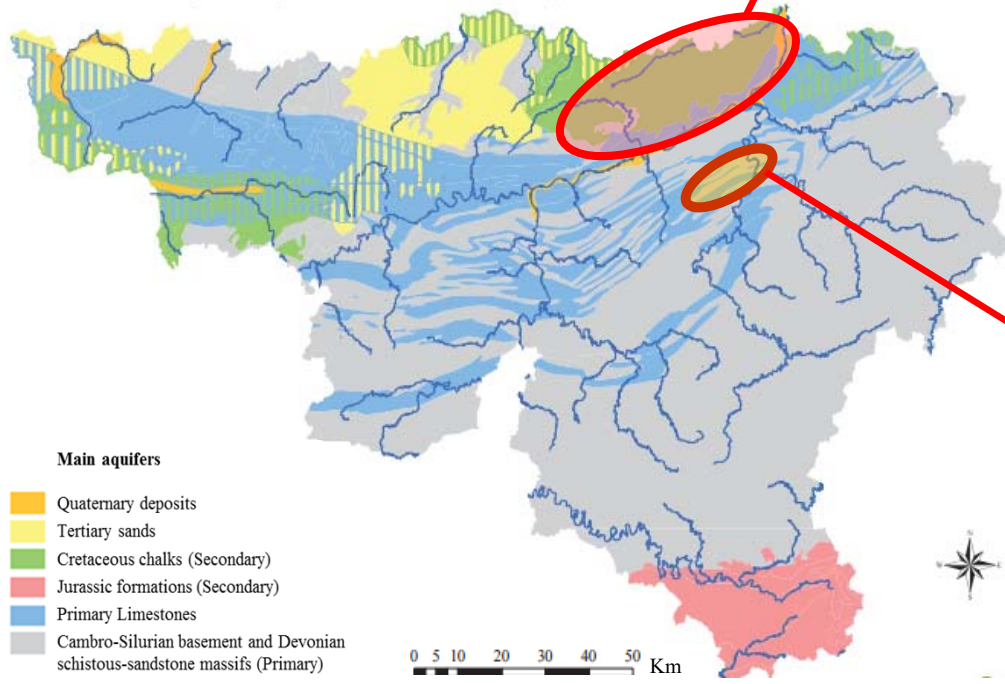 Main aquifers
Quaternary deposits
Tertiary sands
Cretaceous chalks (Secondary)
Jurassic formations (Secondary)
Primary Limestones
Cambro-Silurian basement and Devonian
schistous-sandstone massifs (Primary)
0 5 10 20 30 40 50 Km